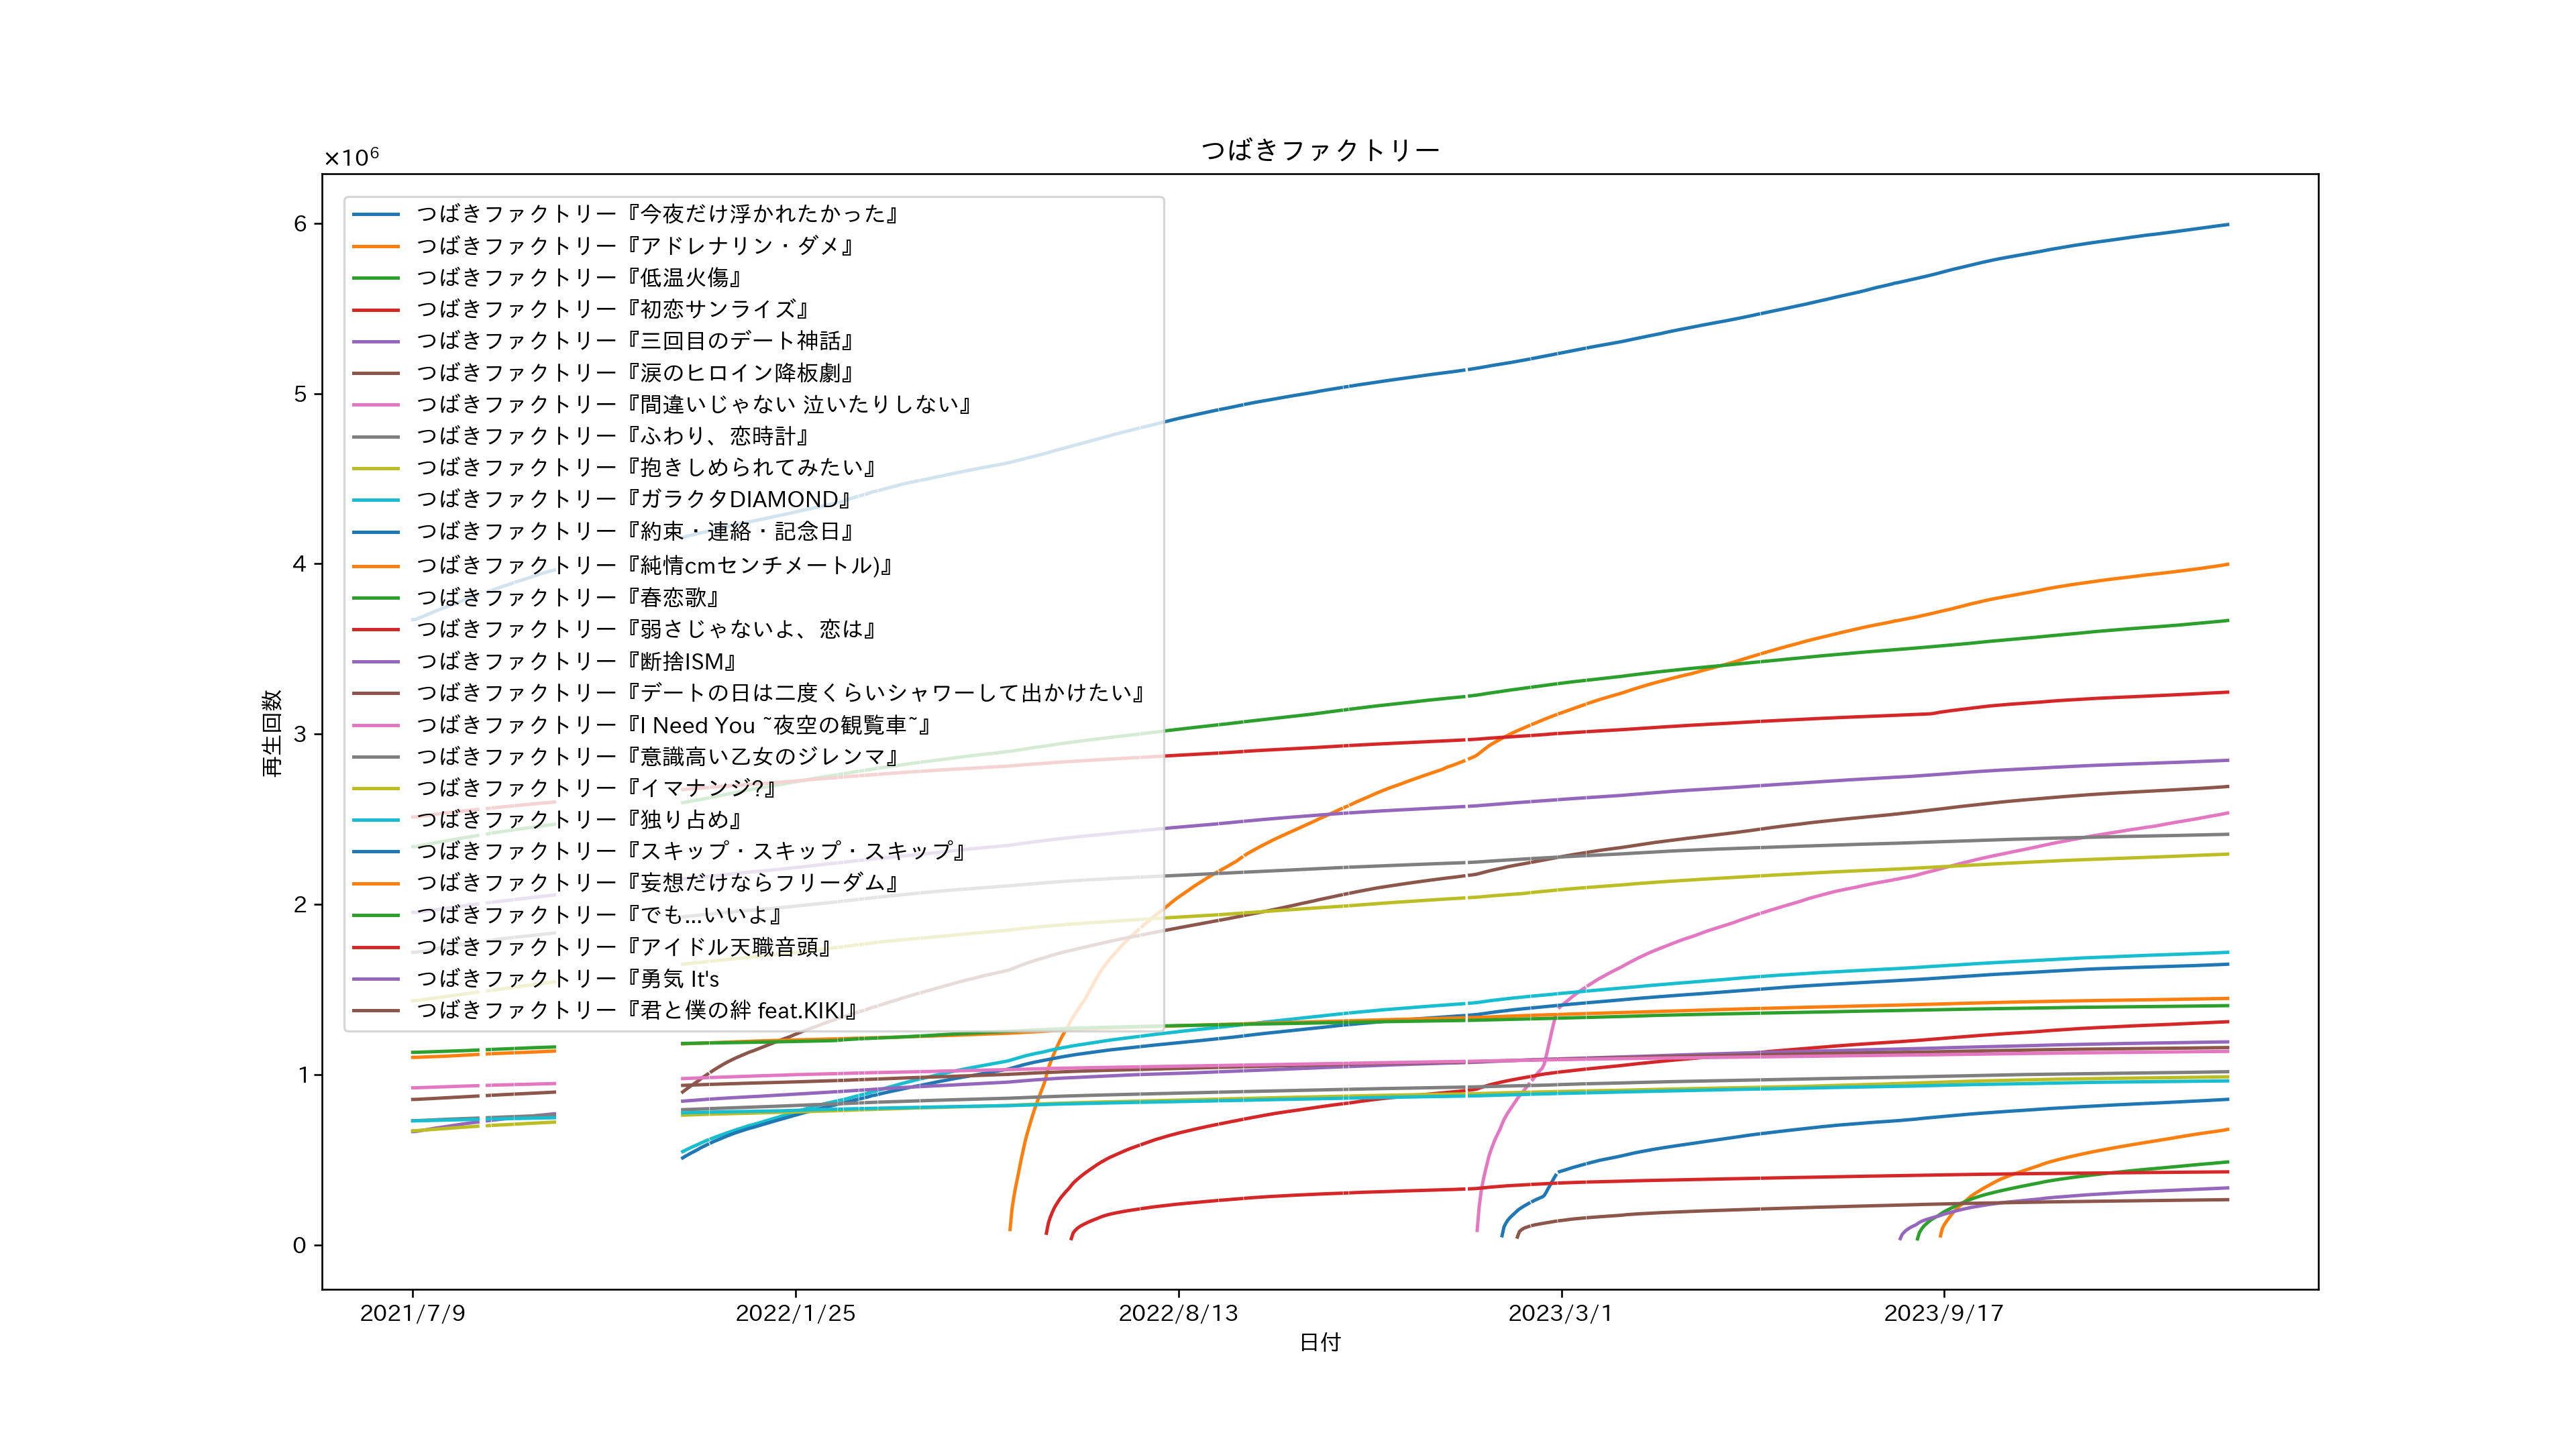 つばきファクトリー
×10⁶
つばきファクトリー『今夜だけ浮かれたかった』
つばきファクトリー『アドレナリン・ダメ』
つばきファクトリー『低温火傷』
つばきファクトリー『初恋サンライズ』
つばきファクトリー『三回目のデート神話』
つばきファクトリー『涙のヒロイン降板劇』
つばきファクトリー『間違いじゃない 泣いたりしない』
つばきファクトリー『ふわり、恋時計』
つばきファクトリー『抱きしめられてみたい』
つばきファクトリー『ガラクタDIAMOND』
つばきファクトリー『約束・連絡・記念日』
つばきファクトリー『純情cmセンチメートル)』
つばきファクトリー『春恋歌』
つばきファクトリー『弱さじゃないよ、恋は』
つばきファクトリー『断捨ISM』
つばきファクトリー『デートの日は二度くらいシャワーして出かけたい』
つばきファクトリー『I Need You ~夜空の観覧車~』
つばきファクトリー『意識高い乙女のジレンマ』
つばきファクトリー『イマナンジ?』
つばきファクトリー『独り占め』
つばきファクトリー『スキップ・スキップ・スキップ』
つばきファクトリー『妄想だけならフリーダム』
つばきファクトリー『でも...いいよ』
つばきファクトリー『アイドル天職音頭』
つばきファクトリー『勇気 It's
つばきファクトリー『君と僕の絆 feat.KIKI』
6
5
4
3
2
1
0
再生回数
2021/7/9
2022/1/25
2022/8/13
2023/3/1
2023/9/17
日付